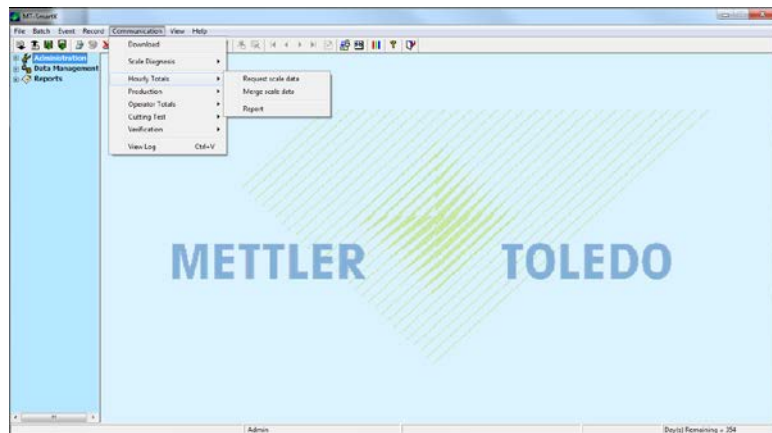 MT-SmartX
File Batch Event Record Communication View Help
Administration
Data Management
Reports
Download
Scale Diagnosis
Hourly Totals
Production
Operator Totals
Cutting Test
Verification
View Log Ctrl+V
Request scale data
Merge scale data
Report
METTLER TOLEDO
Admin
Day(s) Remaining = 354